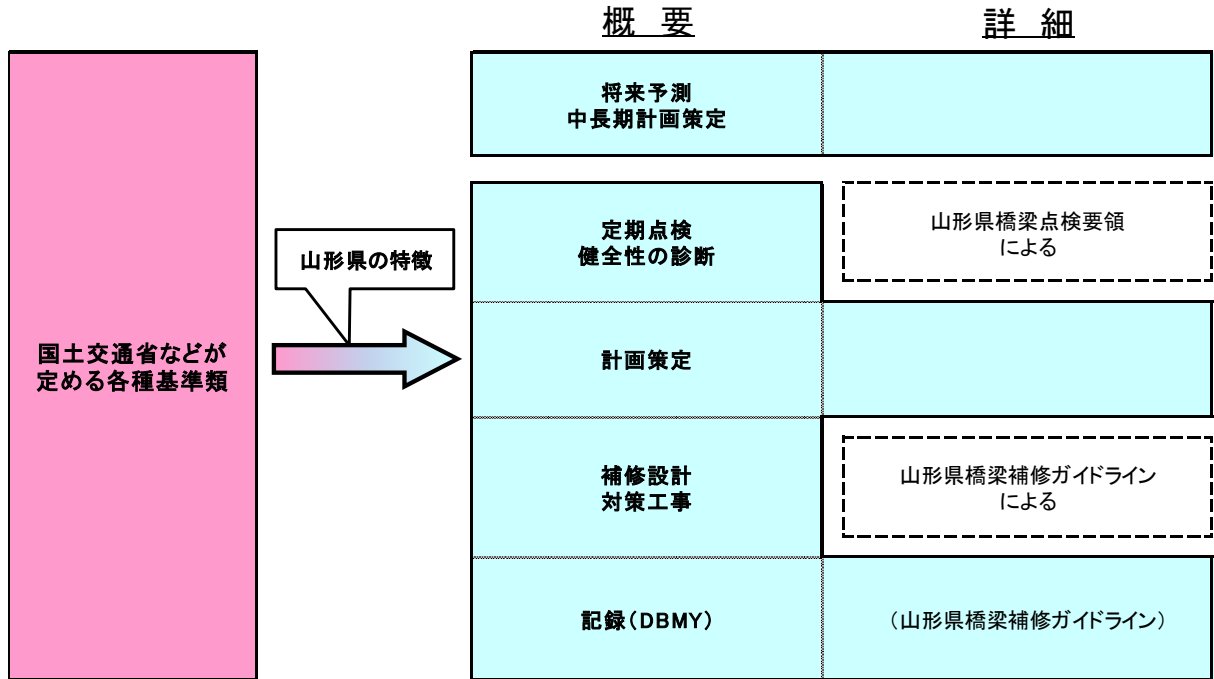 概 要
詳 細
将来予測
中長期計画策定
定期点検
健全性の診断
山形県橋梁点検要領
による
山形県の特徴
国土交通省などが
定める各種基準類
計画策定
補修設計
対策工事
山形県橋梁補修ガイドライン
による
記録（DBMY）
（山形県橋梁補修ガイドライン）